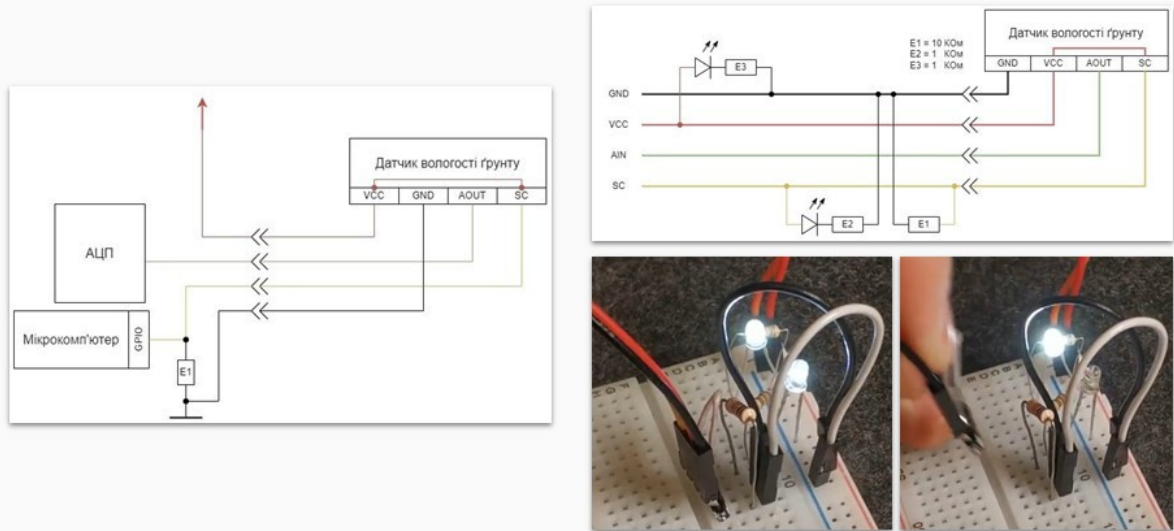 Датчик вологості ґрунту
VCC GND AOUT SC
АЦП
Мікрокомп'ютер
GPIO
E1
E1 = 10 КОм
E2 = 1 КОм
E3 = 1 КОм
Датчик вологості ґрунту
GND VCC AOUT SC
E3
GND
VCC
AIN
SC
E2
E1